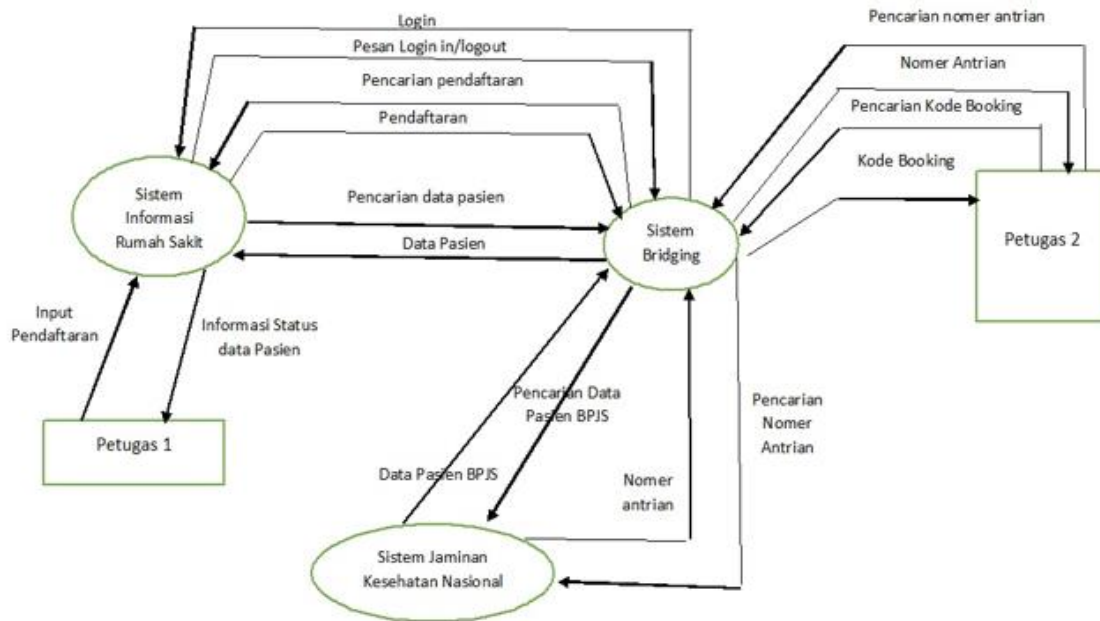 Login
Pesan Login in/logout
Pencarian pendaftaran
Pendaftaran
Pencarian nomer antrian
Nomer Antrian
Pencarian Kode Booking
Kode Booking
Sistem
Informasi
Rumah Sakit
Pencarian data pasien
Data Pasien
Sistem
Bridging
Petugas 2
Input
Pendaftaran
Informasi Status
data Pasien
Petugas 1
Pencarian Data
Pasien BPJS
Pencarian
Nomer
Antrian
Data Pasien BPJS
Nomer
antrian
Sistem Jaminan
Kesehatan Nasional